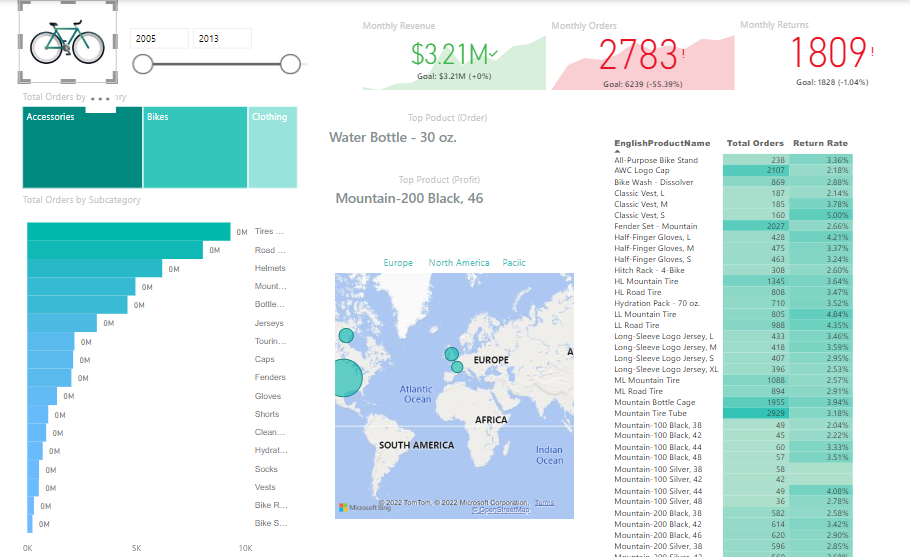 2005 2013
Monthly Revenue
$3.21M
Goal: $3.21M (+0%)
Monthly Orders
2783!
Goal: 6239 (-55.39%)
Monthly Returns
1809!
Goal: 1828 (-1.04%)
Total Orders by
ory
...
Accessories Bikes Clothing
Total Orders by Subcategory
0M Tires ...
0M Road ...
0M Helmets
0M Mount...
0M Bottle...
0M Jerseys
0M Tourin...
0M Caps
0M Fenders
0M Gloves
0M Shorts
0M Clean...
0M Hydrat...
0M Socks
0M Vests
0M Bike R...
0M Bike S...
0K 5K 10K
Top Poduct (Order)
Water Bottle - 30 oz.
Top Product (Profit)
Mountain-200 Black, 46
Europe North America Paciic
EUROPE
A
Atlantic
Ocean
AFRICA
SOUTH AMERICA
Indian
Ocean
Microsoft Bing
© 2022 TomTom, © 2022 Microsoft Corporation, Terms
© OpenStreetMap
EnglishProductName Total Orders Return Rate
All-Purpose Bike Stand 238 3.36%
AWC Logo Cap 2107 2.18%
Bike Wash - Dissolver 869 2.88%
Classic Vest, L 187 2.14%
Classic Vest, M 185 3.78%
Classic Vest, S 160 5.00%
Fender Set - Mountain 2027 2.66%
Half-Finger Gloves, L 428 4.21%
Half-Finger Gloves, M 475 3.37%
Half-Finger Gloves, S 463 3.24%
Hitch Rack - 4-Bike 308 2.60%
HL Mountain Tire 1345 3.64%
HL Road Tire 808 3.47%
Hydration Pack - 70 oz. 710 3.52%
LL Mountain Tire 805 4.84%
LL Road Tire 988 4.35%
Long-Sleeve Logo Jersey, L 433 3.46%
Long-Sleeve Logo Jersey, M 418 3.59%
Long-Sleeve Logo Jersey, S 407 2.95%
Long-Sleeve Logo Jersey, XL 396 2.53%
ML Mountain Tire 1088 2.57%
ML Road Tire 894 2.91%
Mountain Bottle Cage 1955 3.94%
Mountain Tire Tube 2929 3.18%
Mountain-100 Black, 38 49 2.04%
Mountain-100 Black, 42 45 2.22%
Mountain-100 Black, 44 60 3.33%
Mountain-100 Black, 48 57 3.51%
Mountain-100 Silver, 38 58
Mountain-100 Silver, 42 42
Mountain-100 Silver, 44 49 4.08%
Mountain-100 Silver, 48 36 2.78%
Mountain-200 Black, 38 582 2.58%
Mountain-200 Black, 42 614 3.42%
Mountain-200 Black, 46 620 2.90%
Mountain-200 Silver, 38 596 2.85%